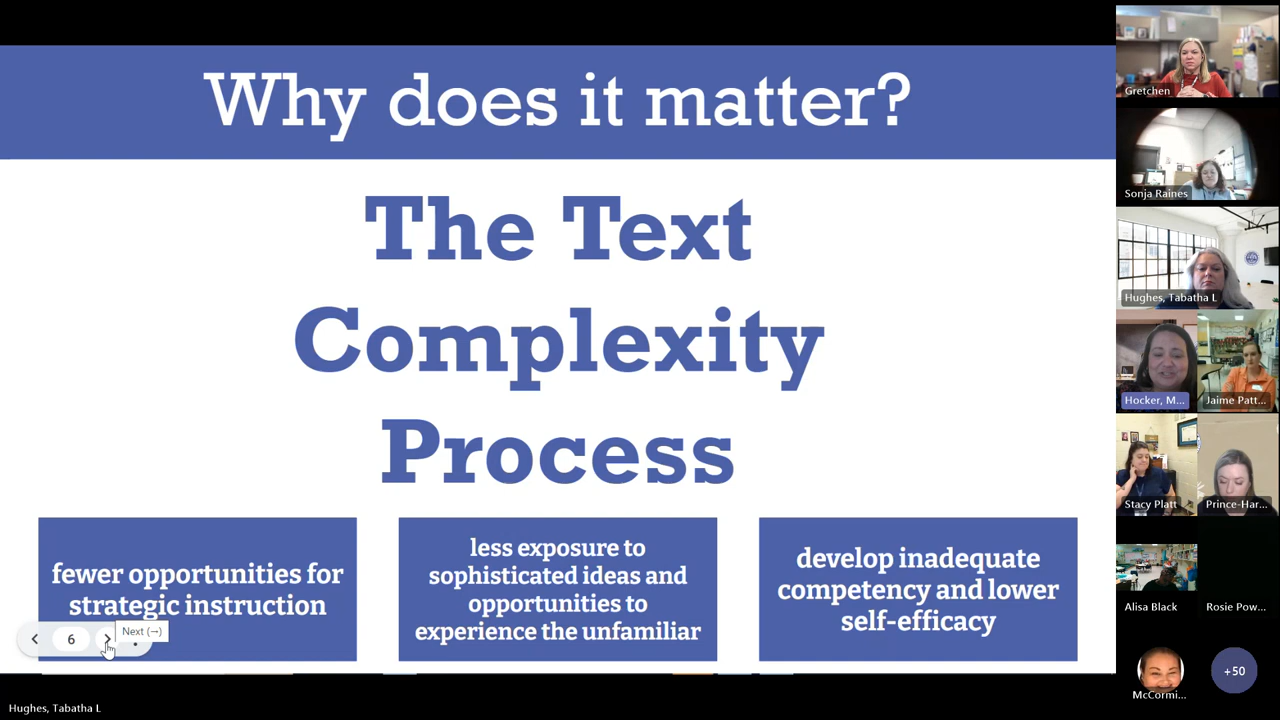 Why does it matter?
The Text
Complexity
Process
fewer opportunities for
strategic instruction
less exposure to
sophisticated ideas and
opportunities to
experience the unfamiliar
develop inadequate
competency and lower
self-efficacy
6
Next (→)
Hughes, Tabatha L
Gretchen
Sonja Raines
Hughes, Tabatha L
Hocker, M...
Jaime Patt...
Stacy Platt
Prince-Har...
Alisa Black
Rosie Pow...
McCormi...
+50